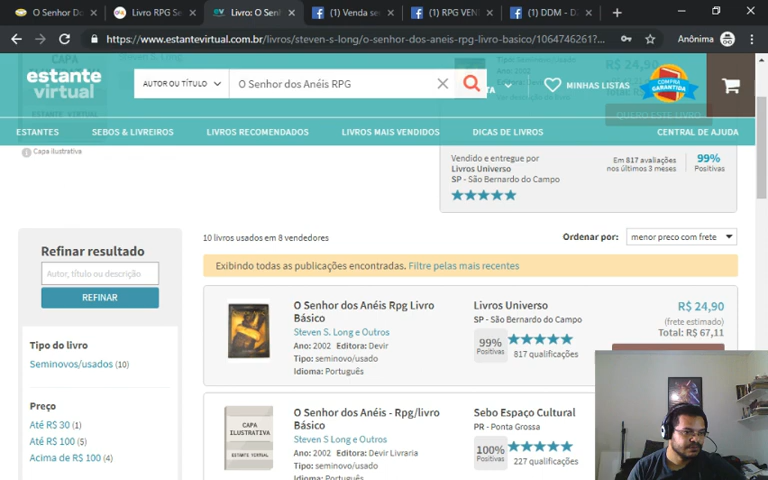 O Senhor Do
Livro RPG Se
Livro: O Sen
Venda se
(1) RPG VEN
(1) DDM - D
https://www.estantevirtual.com.br/livros/steven-s-long/o-senhor-dos-aneis-rpg-livro-basico/1064746261?...
Anônima
estante
virtual
AUTOR OU TÍTULO
O Senhor dos Anéis RPG
MINHAS LISTAS
COMPRA
GARANTIDA
R$ 24,90
Ano: 2002
ESTANTES
SEBOS & LIVREIROS
LIVROS RECOMENDADOS
LIVROS MAIS VENDIDOS
DICAS DE LIVROS
CENTRAL DE AJUDA
Capa ilustrativa
Vendido e entregue por
Livros Universo
SP - São Bernardo do Campo
Em 817 avaliações
nos últimos 3 meses
99%
Positivas
Refinar resultado
Autor, título ou descrição
REFINAR
Tipo do livro
Seminovos/usados (10)
Preço
Até R$ 30 (1)
Até R$ 100 (5)
Acima de R$ 100 (4)
10 livros usados em 8 vendedores
Ordenar por:
menor preco com frete
Exibindo todas as publicações encontradas. Filtre pelas mais recentes
O Senhor dos Anéis Rpg Livro
Básico
Steven S. Long e Outros
Ano: 2002 Editora: Devir
Tipo: seminovo/usado
Idioma: Português
Livros Universo
SP - São Bernardo do Campo
99%
Positivas
817 qualificações
R$ 24,90
(frete estimado)
Total: R$ 67,11
CAPA
ILUSTRATIVA
ESTANTE VIRTUAL
O Senhor dos Anéis - Rpg/livro
Básico
Steven S Long e Outros
Ano: 2002 Editora: Devir Livraria
Tipo: seminovo/usado
Idioma: Português
Sebo Espaço Cultural
PR - Ponta Grossa
100%
Positivas
227 qualificações